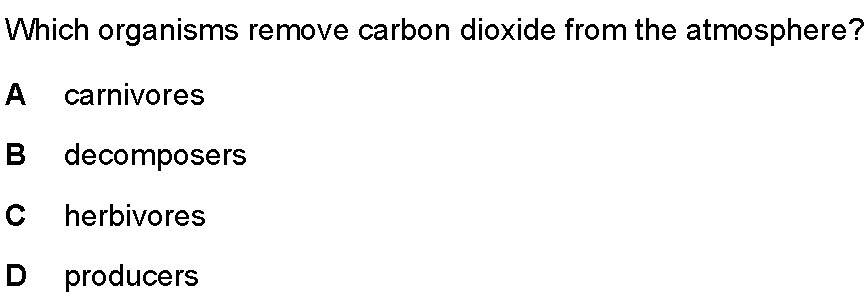 Which organisms remove carbon dioxide from the atmosphere?
A carnivores
B decomposers
C herbivores
D producers